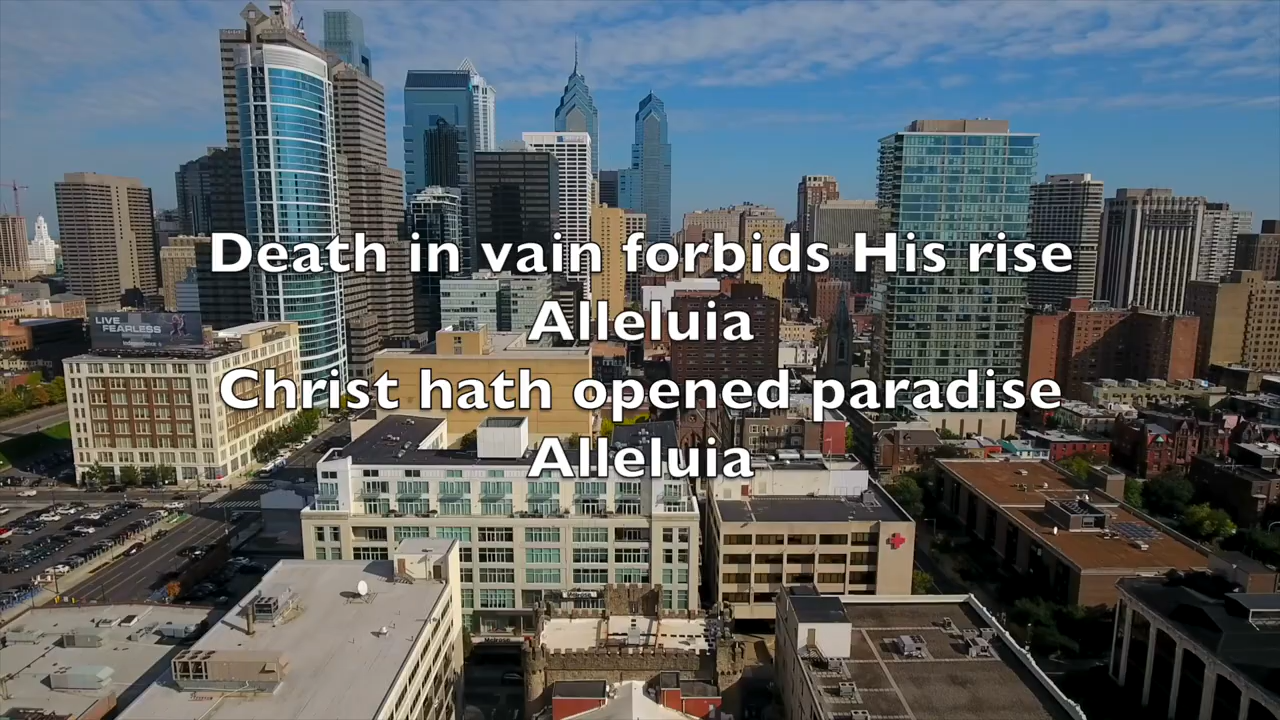 Death in vain forbids His rise
Alleluia
Christ hath opened paradise
Alleluia
LIVE
FEARLESS